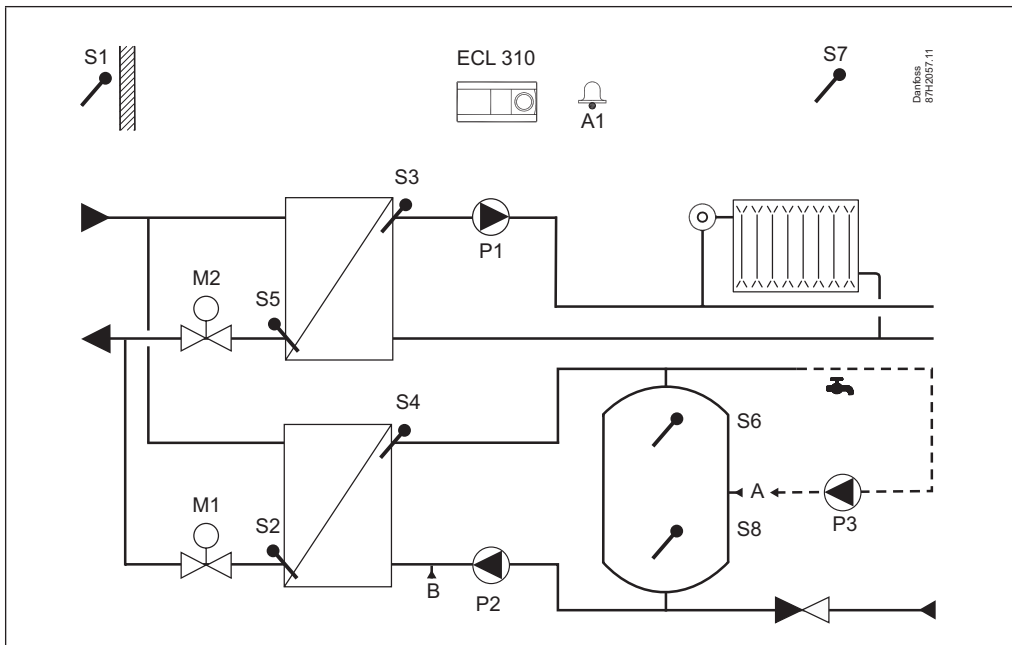 S1
ECL 310
S7
Danfoss
87H2057.11
A1
S3
P1
M2
S5
S4
S6
A
M1
S2
S8
P3
B
P2